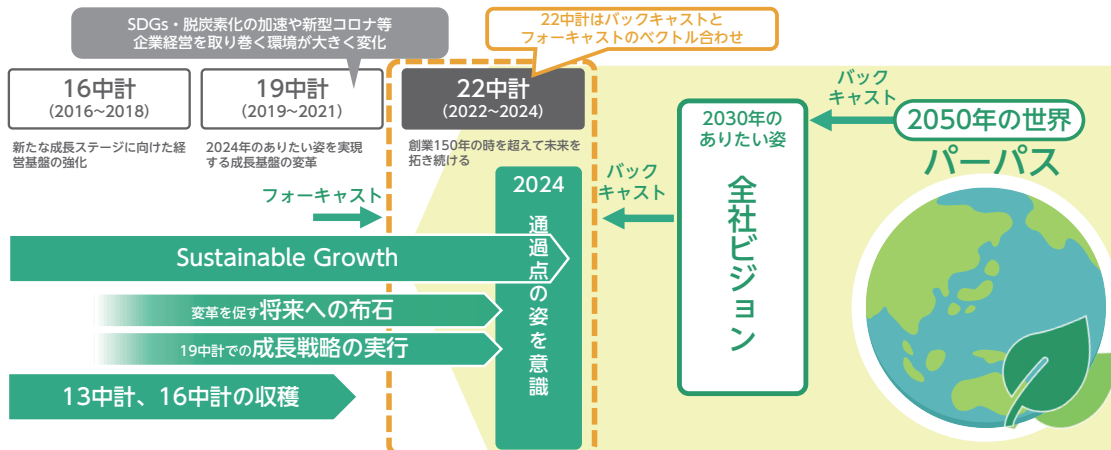 SDGs・脱炭素化の加速や新型コロナ等
企業経営を取り巻く環境が大きく変化
22中計はバックキャストと
フォーキャストのベクトル合わせ
16中計
(2016~2018)
19中計
(2019~2021)
22中計
(2022~2024)
新たな成長ステージに向けた経
営基盤の強化
2024年のありたい姿を実現
する成長基盤の変革
創業150年の時を超えて未来を
拓き続ける
2030年の
ありたい姿
全社ビジョン
バック
キャスト
2050年の世界
パーパス
フォーキャスト
バック
キャスト
2024
通過点の姿を意識
Sustainable Growth
変革を促す将来への布石
19中計での成長戦略の実行
13中計、16中計の収穫